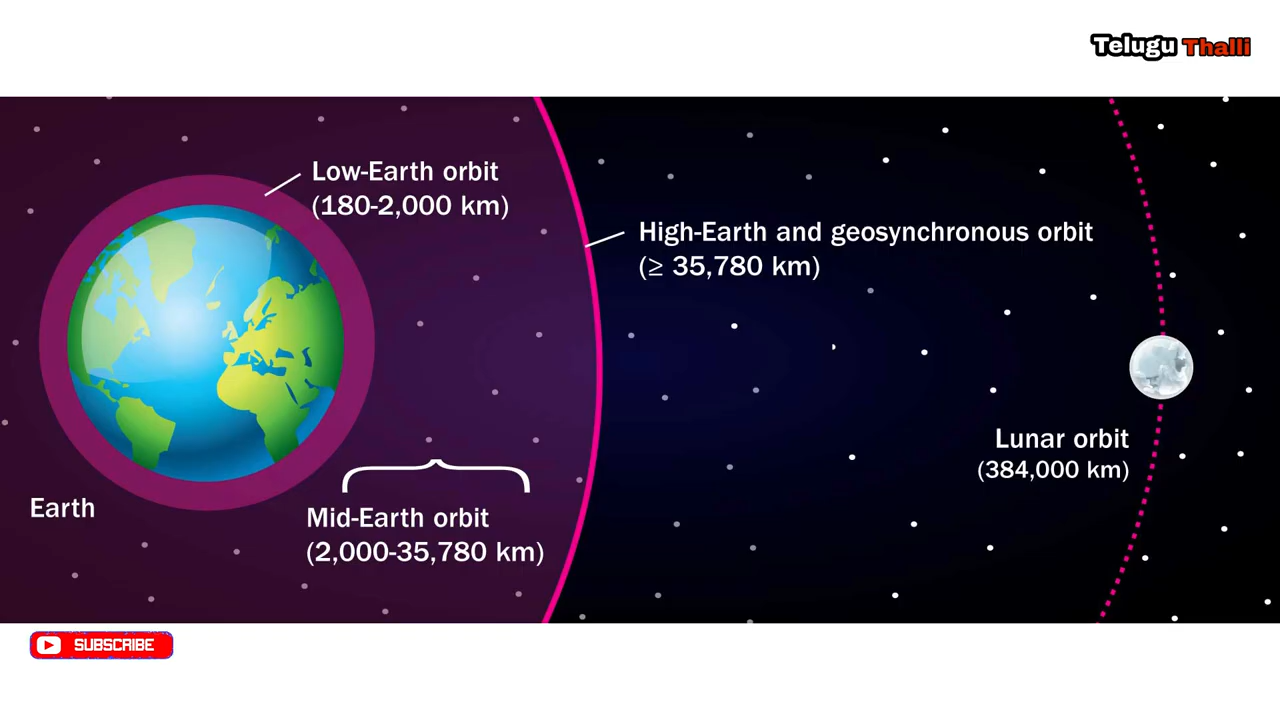 Telugu Thalli
Low-Earth orbit
(180-2,000 km)
High-Earth and geosynchronous orbit
(≥ 35,780 km)
Lunar orbit
(384,000 km)
Earth
Mid-Earth orbit
(2,000-35,780 km)
SUBSCRIBE